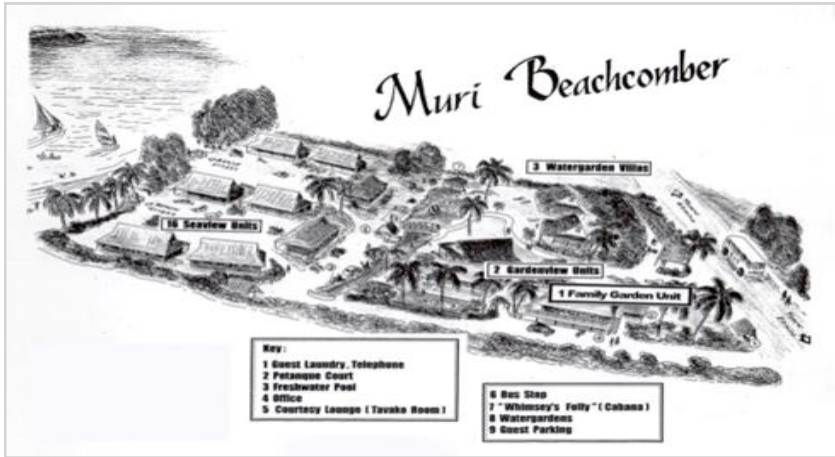 Muri Beachcomber
3 Watergarden Villas
16 Seaview Units
2 Gardenview Units
1 Family Garden Unit
Key:
1 Guest Laundry, Telephone
2 Petanque Court
3 Freshwater Pool
4 Office
5 Courtesy Lounge (Tavake Room)
6 Bus Stop
7 "Whimsey's Folly" (Cabana)
8 Watergardens
9 Guest Parking